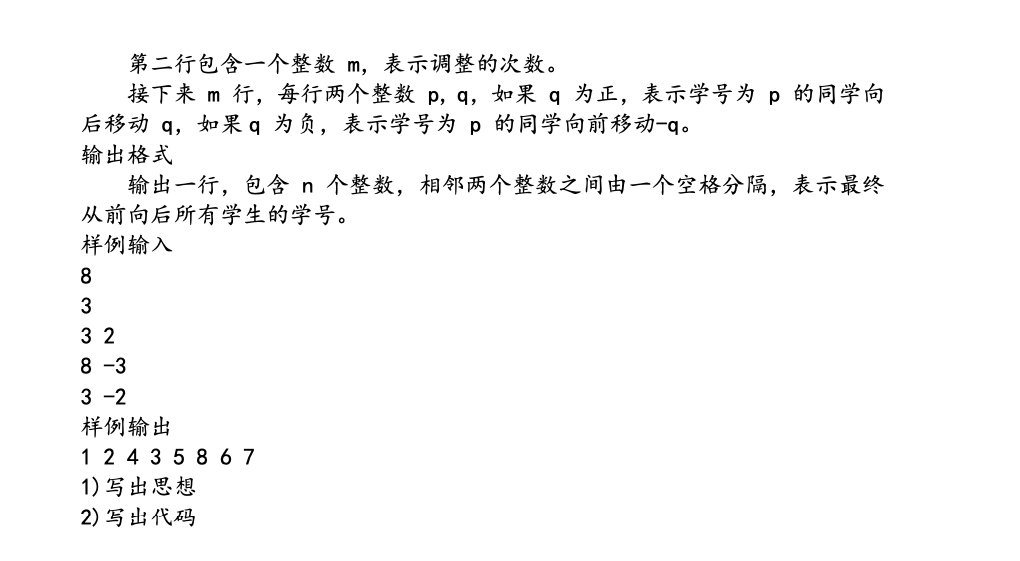 第二行包含一个整数 m，表示调整的次数。
接下来 m 行，每行两个整数 p, q，如果 q 为正，表示学号为 p 的同学向
后移动 q，如果 q 为负，表示学号为 p 的同学向前移动-q。
输出格式
输出一行，包含 n 个整数，相邻两个整数之间由一个空格分隔，表示最终
从前向后所有学生的学号。
样例输入
8
3
3 2
8 -3
3 -2
样例输出
1 2 4 3 5 8 6 7
1)写出思想
2)写出代码